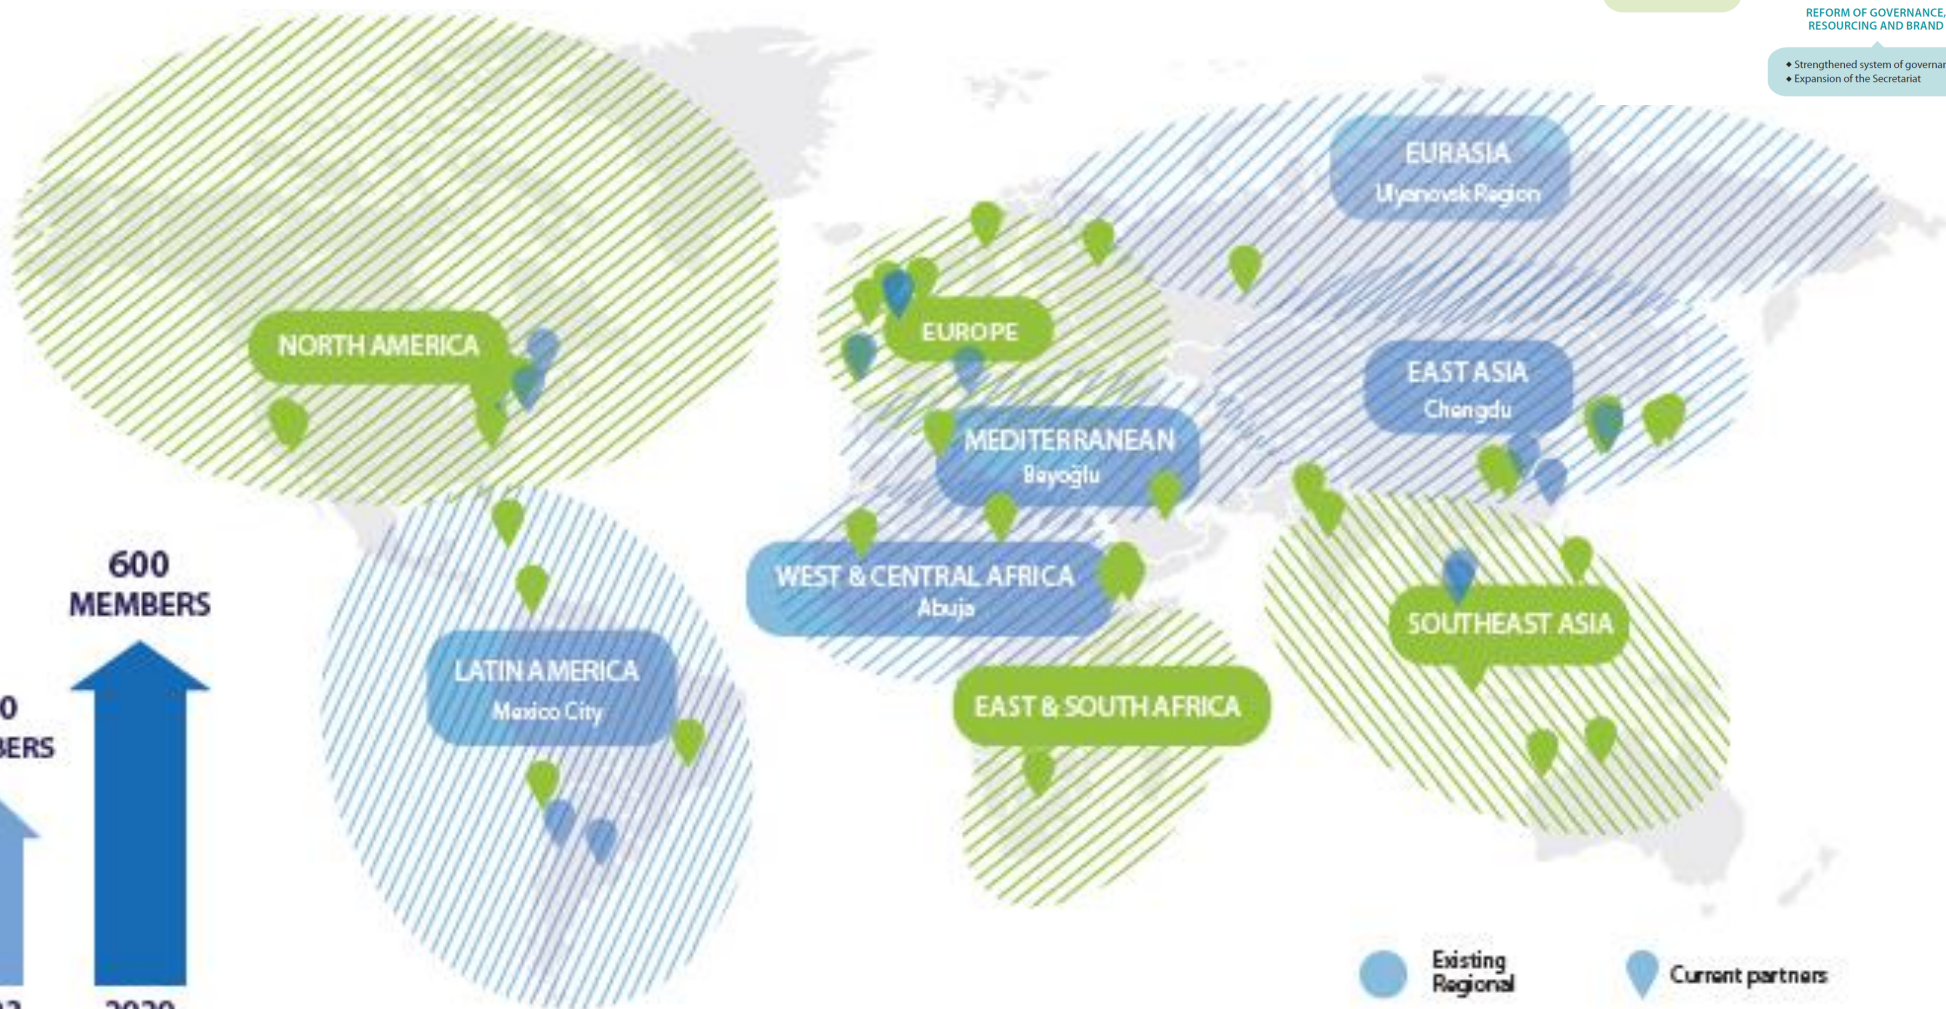 REFORM OF GOVERNANCE,
RESOURCING AND BRAND
◆ Strengthened system of governan
◆ Expansion of the Secretariat
EURASIA
Ulyanovsk Region
NORTH AMERICA
EUROPE
EAST ASIA
Chengdu
MEDITERRANEAN
Beyoğlu
WEST & CENTRAL AFRICA
Abuja
SOUTHEAST ASIA
LATIN AMERICA
Mexico City
EAST & SOUTH AFRICA
600
MEMBERS
0
BERS
Existing
Regional
Current partners